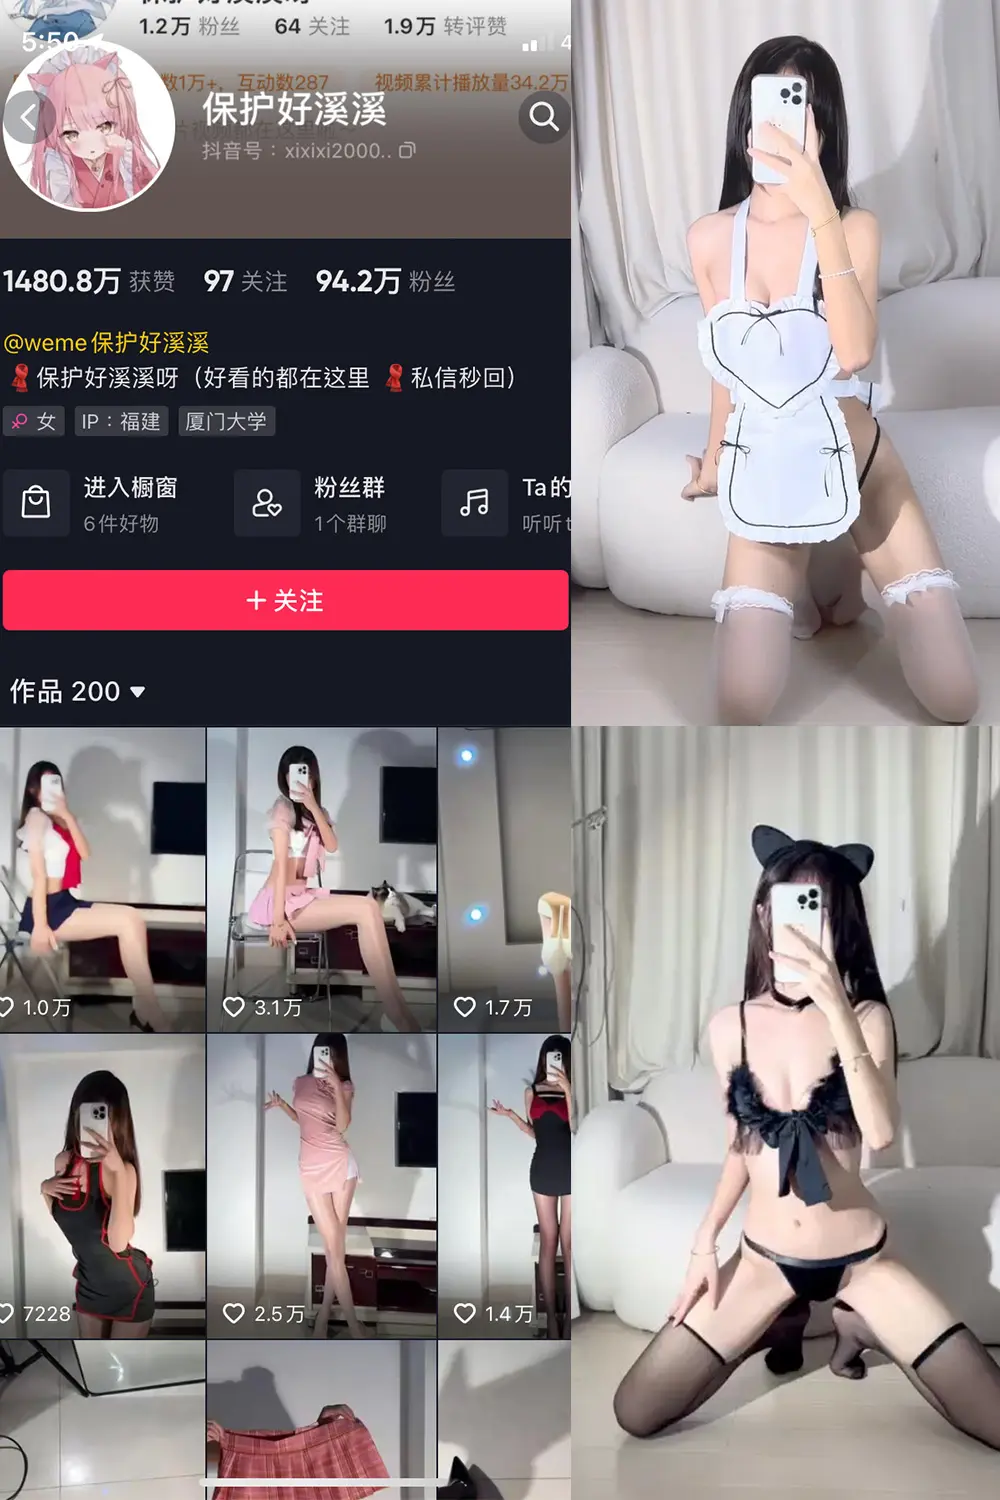 1.2万 粉丝 64 关注 1.9万 转评赞
5:50
数1万+，互动数287 视频累计播放量34.2万
保护好溪溪
抖音号：xixixi2000..
1480.8万 获赞 97 关注 94.2万 粉丝
@weme保护好溪溪
保护好溪溪呀（好看的都在这里 私信秒回）
女 IP：福建 厦门大学
进入橱窗 粉丝群 Ta的
6件好物 1个群聊 听听
+ 关注
作品 200
1.0万 3.1万 1.7万
7228 2.5万 1.4万